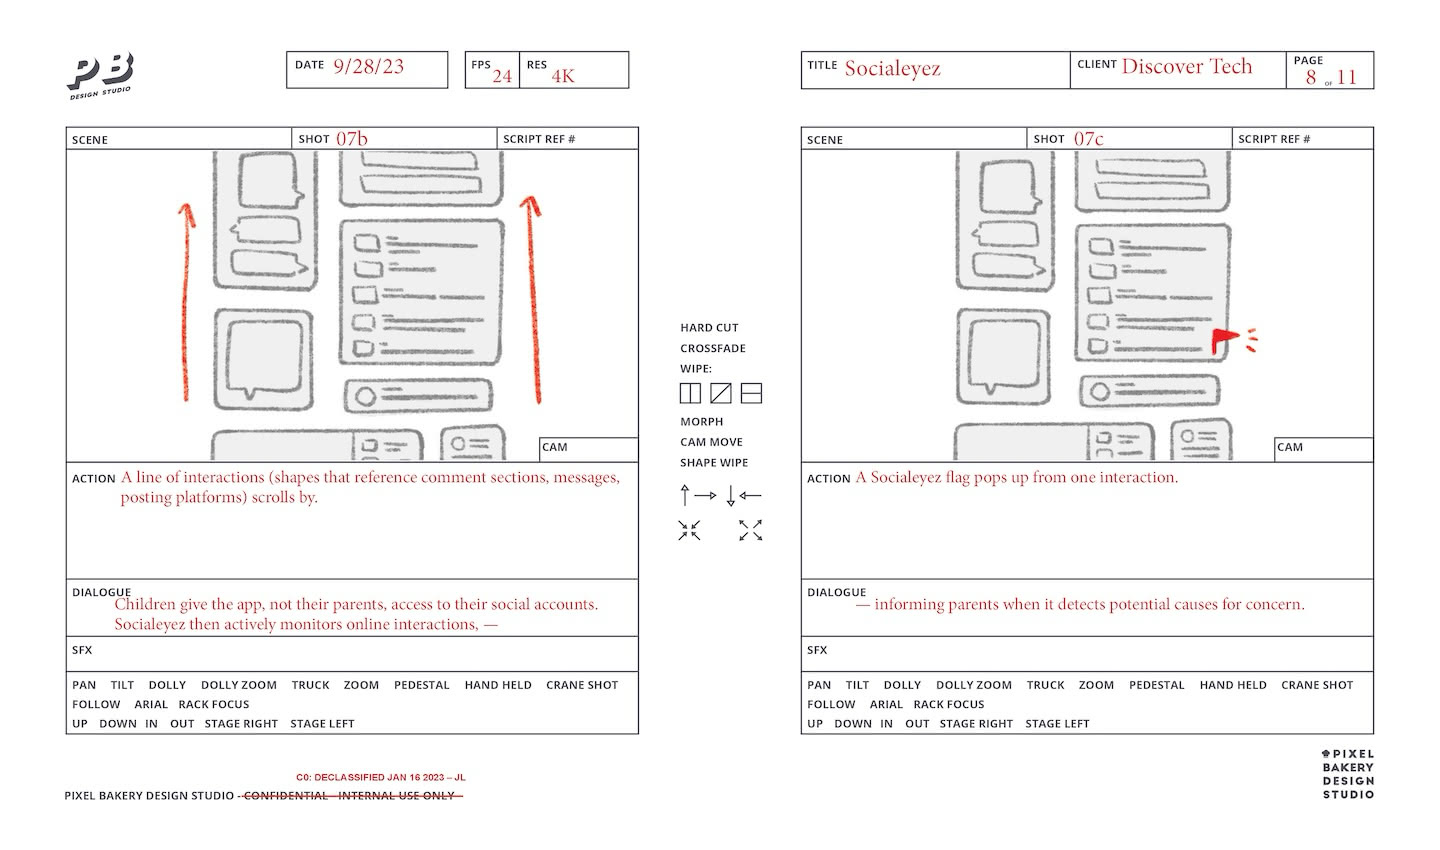 PB
DESIGN STUDIO
DATE 9/28/23
FPS 24
RES 4K
TITLE Socialeyez
CLIENT Discover Tech
PAGE 8 OF 11
SCENE
SHOT 07b
SCRIPT REF #
CAM
ACTION A line of interactions (shapes that reference comment sections, messages,
posting platforms) scrolls by.
DIALOGUE
Children give the app, not their parents, access to their social accounts.
Socialeyez then actively monitors online interactions, —
SFX
PAN TILT DOLLY DOLLY ZOOM TRUCK ZOOM PEDESTAL HAND HELD CRANE SHOT
FOLLOW ARIAL RACK FOCUS
UP DOWN IN OUT STAGE RIGHT STAGE LEFT
HARD CUT
CROSSFADE
WIPE:
MORPH
CAM MOVE
SHAPE WIPE
SCENE
SHOT 07c
SCRIPT REF #
CAM
ACTION A Socialeyez flag pops up from one interaction.
DIALOGUE
— informing parents when it detects potential causes for concern.
SFX
PAN TILT DOLLY DOLLY ZOOM TRUCK ZOOM PEDESTAL HAND HELD CRANE SHOT
FOLLOW ARIAL RACK FOCUS
UP DOWN IN OUT STAGE RIGHT STAGE LEFT
C0: DECLASSIFIED JAN 16 2023 – JL
PIXEL BAKERY DESIGN STUDIO - CONFIDENTIAL - INTERNAL USE ONLY
PIXEL
BAKERY
DESIGN
STUDIO